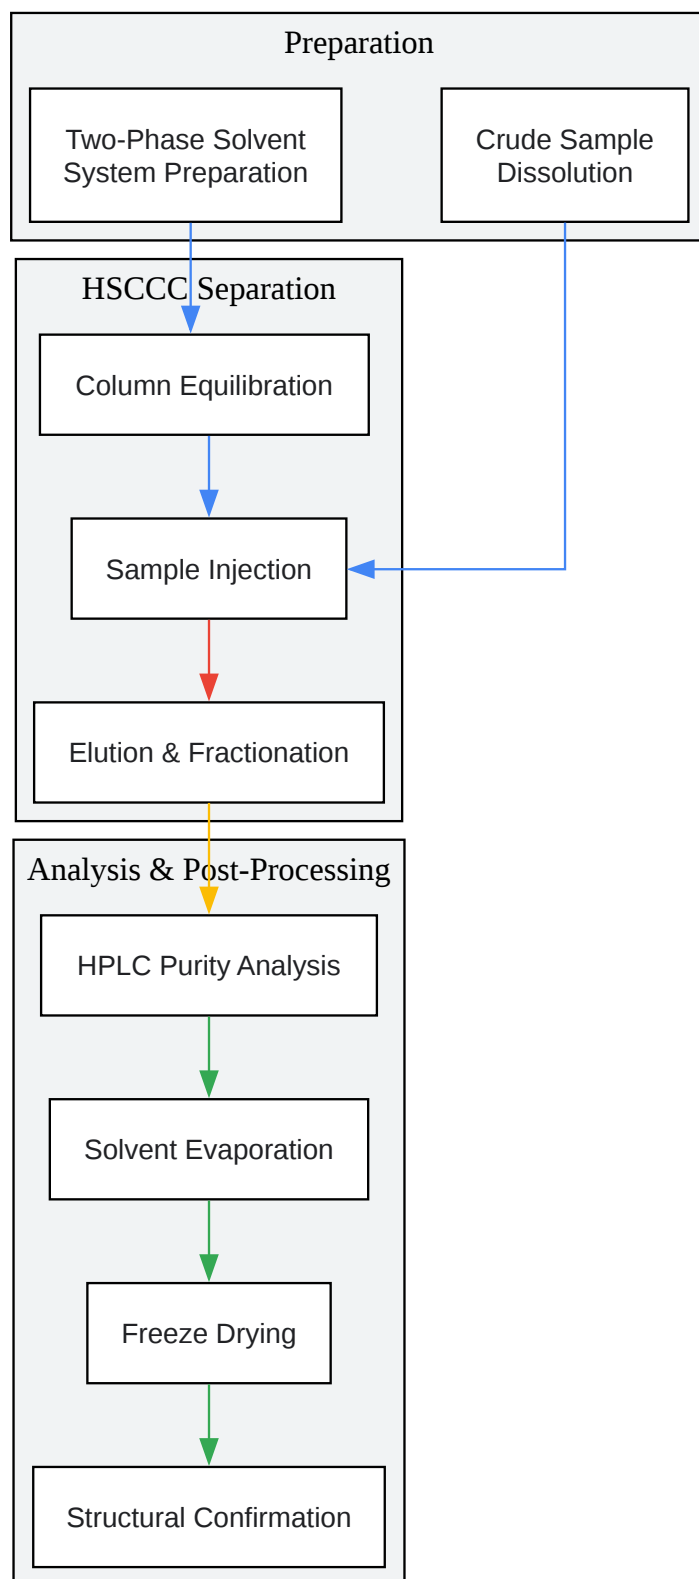 Preparation
Two-Phase Solvent
System Preparation
Crude Sample
Dissolution
HSCCC Separation
Column Equilibration
Sample Injection
Elution & Fractionation
Analysis & Post-Processing
HPLC Purity Analysis
Solvent Evaporation
Freeze Drying
Structural Confirmation